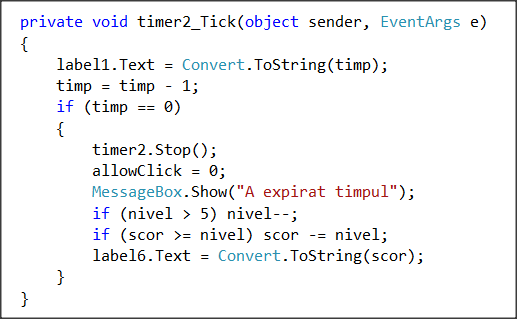 private void timer2_Tick(object sender, EventArgs e)
{
label1.Text = Convert.ToString(timp);
timp = timp - 1;
if (timp == 0)
{
timer2.Stop();
allowClick = 0;
MessageBox.Show("A expirat timpul");
if (nivel > 5) nivel--;
if (scor >= nivel) scor -= nivel;
label6.Text = Convert.ToString(scor);
}
}